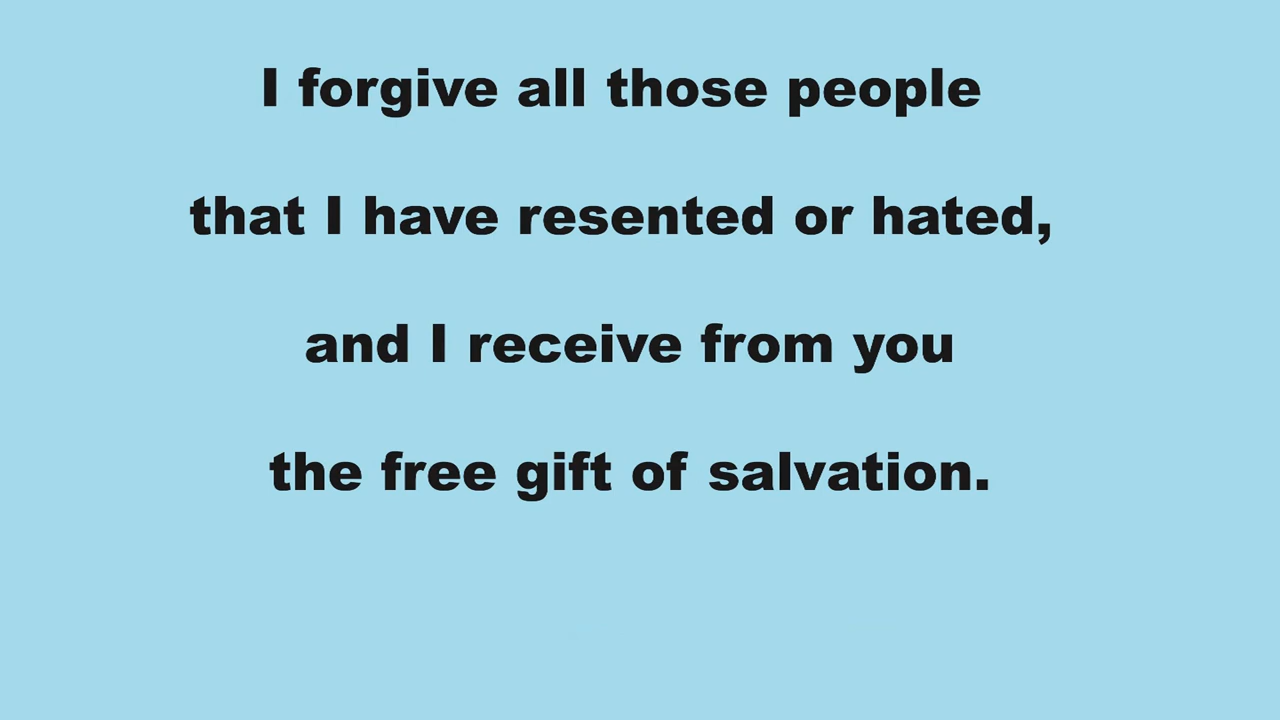 I forgive all those people
that I have resented or hated,
and I receive from you
the free gift of salvation.